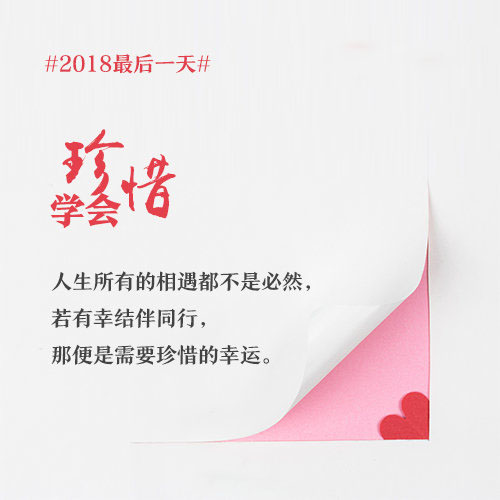 #2018最后一天#
珍惜
学会
人生所有的相遇都不是必然，
若有幸结伴同行，
那便是需要珍惜的幸运。